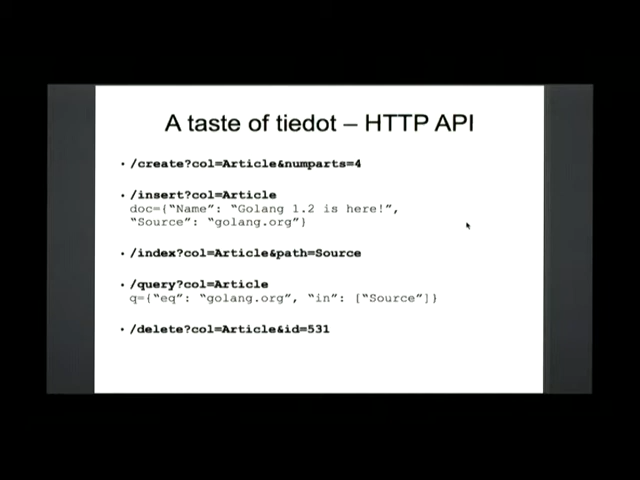 A taste of tiedot – HTTP API
• /create?col=Article&numparts=4
• /insert?col=Article
doc={“Name”: “Golang 1.2 is here!”,
“Source”: “golang.org”}
• /index?col=Article&path=Source
• /query?col=Article
q={“eq”: “golang.org”, “in”: [“Source”]}
• /delete?col=Article&id=531